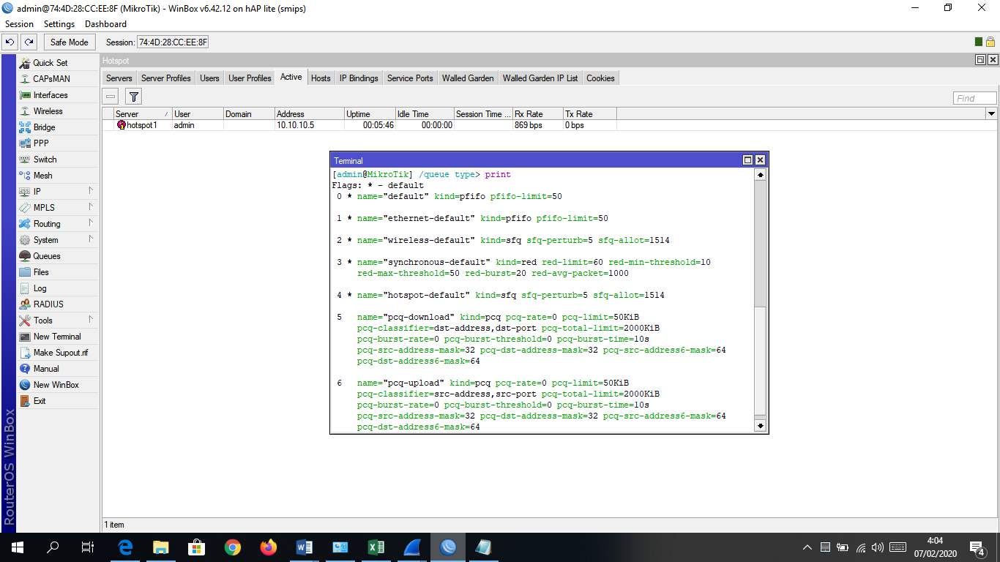 admin@74:4D:28:CC:EE:8F (MikroTik) - WinBox v6.42.12 on hAP lite (smips)
Session Settings Dashboard
Safe Mode Session: 74:4D:28:CC:EE:8F
Quick Set
CAPsMAN
Interfaces
Wireless
Bridge
PPP
Switch
Mesh
IP
MPLS
Routing
System
Queues
Files
Log
RADIUS
Tools
New Terminal
Make Supout.rif
Manual
New WinBox
Exit
RouterOS WinBox
Hotspot
Servers Server Profiles Users User Profiles Active Hosts IP Bindings Service Ports Walled Garden Walled Garden IP List Cookies
Find
Server User Domain Address Uptime Idle Time Session Time ... Rx Rate Tx Rate
hotspot1 admin 10.10.10.5 00:05:46 00:00:00 869 bps 0 bps
Terminal
[admin@MikroTik] /queue type> print
Flags: * - default
0 * name="default" kind=pfifo pfifo-limit=50
1 * name="ethernet-default" kind=pfifo pfifo-limit=50
2 * name="wireless-default" kind=sfq sfq-perturb=5 sfq-allot=1514
3 * name="synchronous-default" kind=red red-limit=60 red-min-threshold=10
red-max-threshold=50 red-burst=20 red-avg-packet=1000
4 * name="hotspot-default" kind=sfq sfq-perturb=5 sfq-allot=1514
5 name="pcq-download" kind=pcq pcq-rate=0 pcq-limit=50KiB
pcq-classifier=dst-address,dst-port pcq-total-limit=2000KiB
pcq-burst-rate=0 pcq-burst-threshold=0 pcq-burst-time=10s
pcq-src-address-mask=32 pcq-dst-address-mask=32 pcq-src-address6-mask=64
pcq-dst-address6-mask=64
6 name="pcq-upload" kind=pcq pcq-rate=0 pcq-limit=50KiB
pcq-classifier=src-address,src-port pcq-total-limit=2000KiB
pcq-burst-rate=0 pcq-burst-threshold=0 pcq-burst-time=10s
pcq-src-address-mask=32 pcq-dst-address-mask=32 pcq-src-address6-mask=64
pcq-dst-address6-mask=64
1 item
4:04
07/02/2020
4